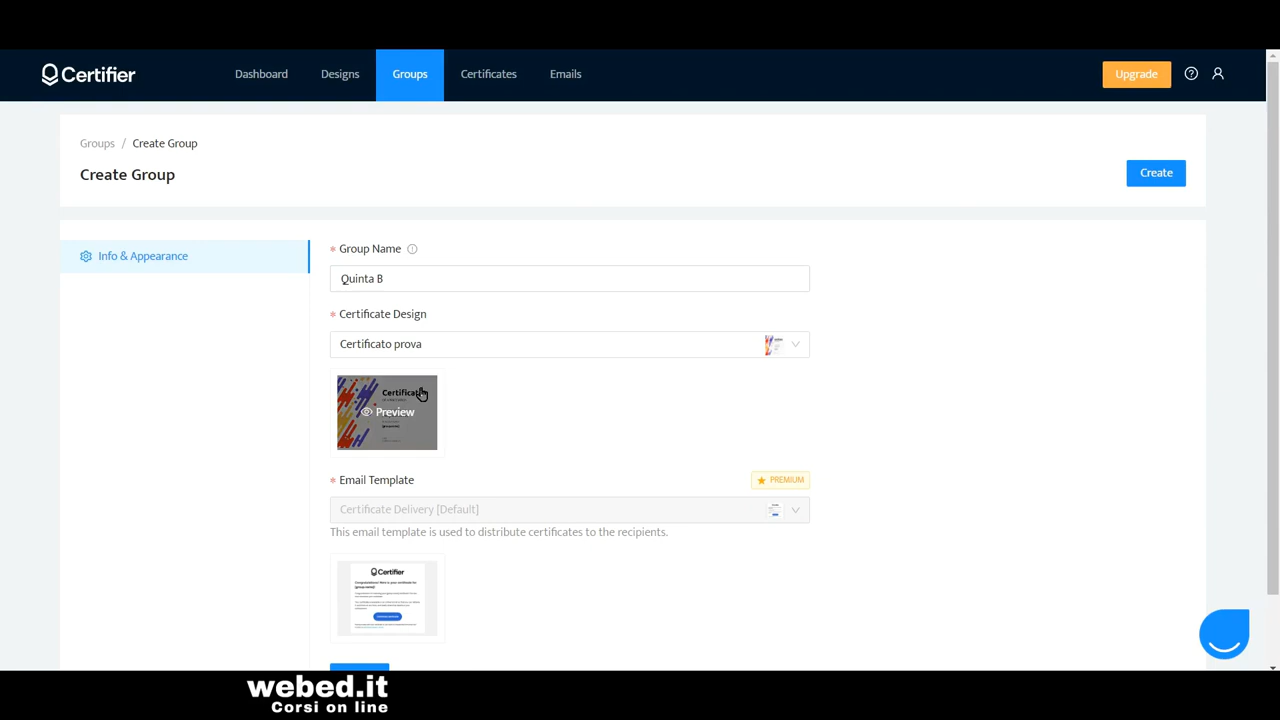 Certifier
Dashboard
Designs
Groups
Certificates
Emails
Upgrade
Groups / Create Group
Create Group
Create
Info & Appearance
* Group Name
Quinta B
* Certificate Design
Certificato prova
Certificat
Preview
* Email Template
PREMIUM
Certificate Delivery [Default]
This email template is used to distribute certificates to the recipients.
Certifier
webed.it
Corsi on line